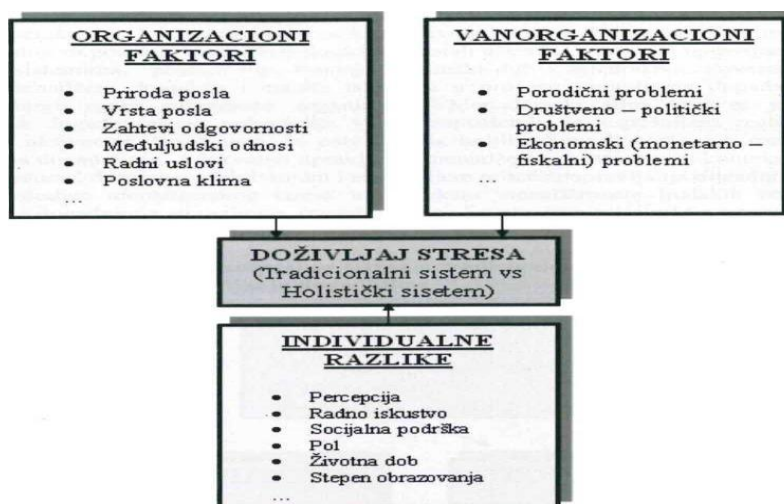 ORGANIZACIONI
FAKTORI
Priroda posla
Vrsta posla
Zahtevi odgovornosti
Međuljudski odnosi
Radni uslovi
Poslovna klima
....
VANORGANIZACIONI
FAKTORI
Porodični problemi
Društveno – politički
problemi
Ekonomski (monetarno –
fiskalni) problemi
...
DOŽIVLJAJ STRESA
(Tradicionalni sistem vs
Holistički sisetem)
INDIVIDUALNE
RAZLIKE
Percepcija
Radno iskustvo
Socijalna podrška
Pol
Životna dob
Stepen obrazovanja
...